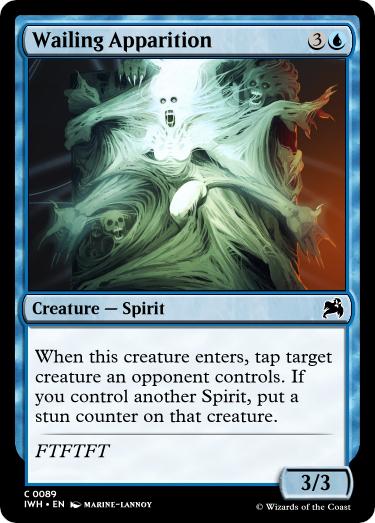 Wailing Apparition 3
Creature — Spirit
When this creature enters, tap target
creature an opponent controls. If
you control another Spirit, put a
stun counter on that creature.
FTFTFT
3/3
C 0089
IWH • EN MARINE-LANNOY
© Wizards of the Coast